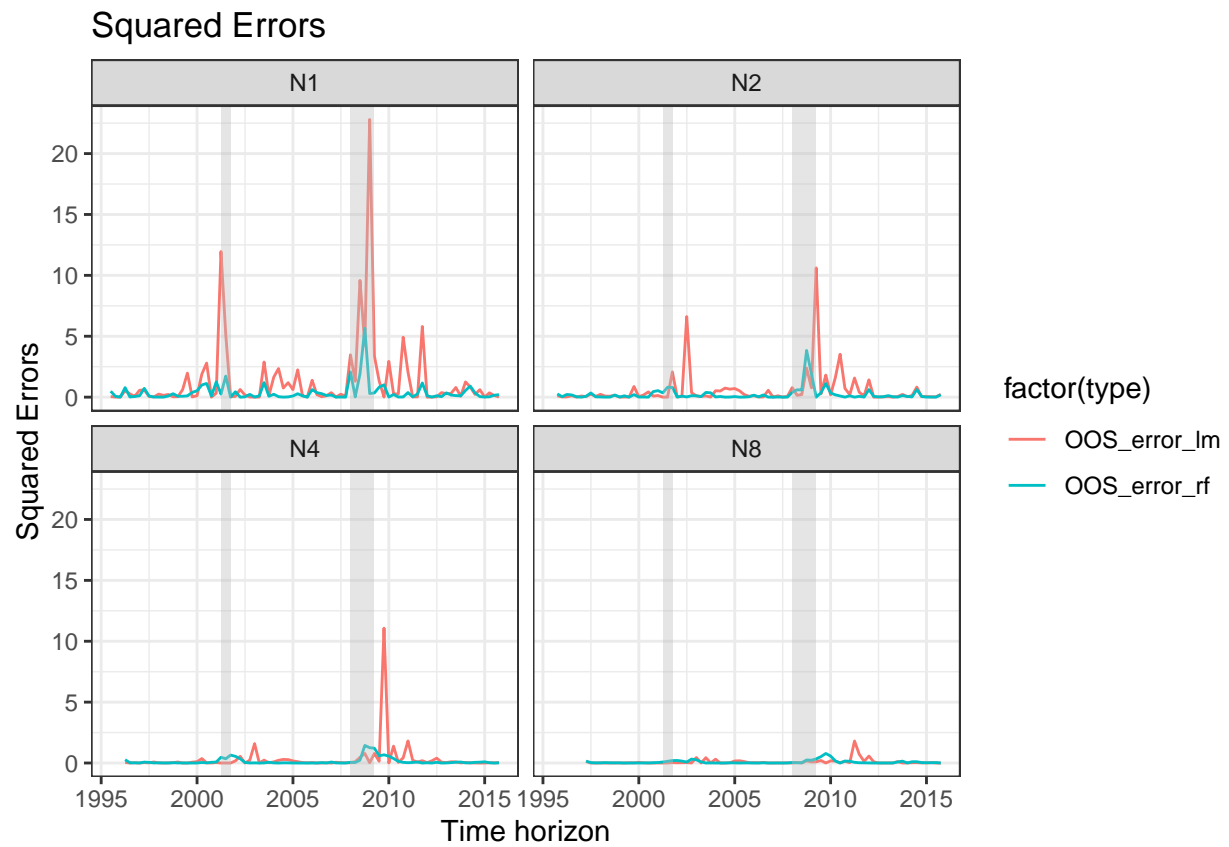 Squared Errors
N1
N2
20
15
10
5
0
N4
N8
20
15
10
5
0
Squared Errors
1995 2000 2005 2010 2015 1995 2000 2005 2010 2015
Time horizon
factor(type)
OOS_error_lm
OOS_error_rf